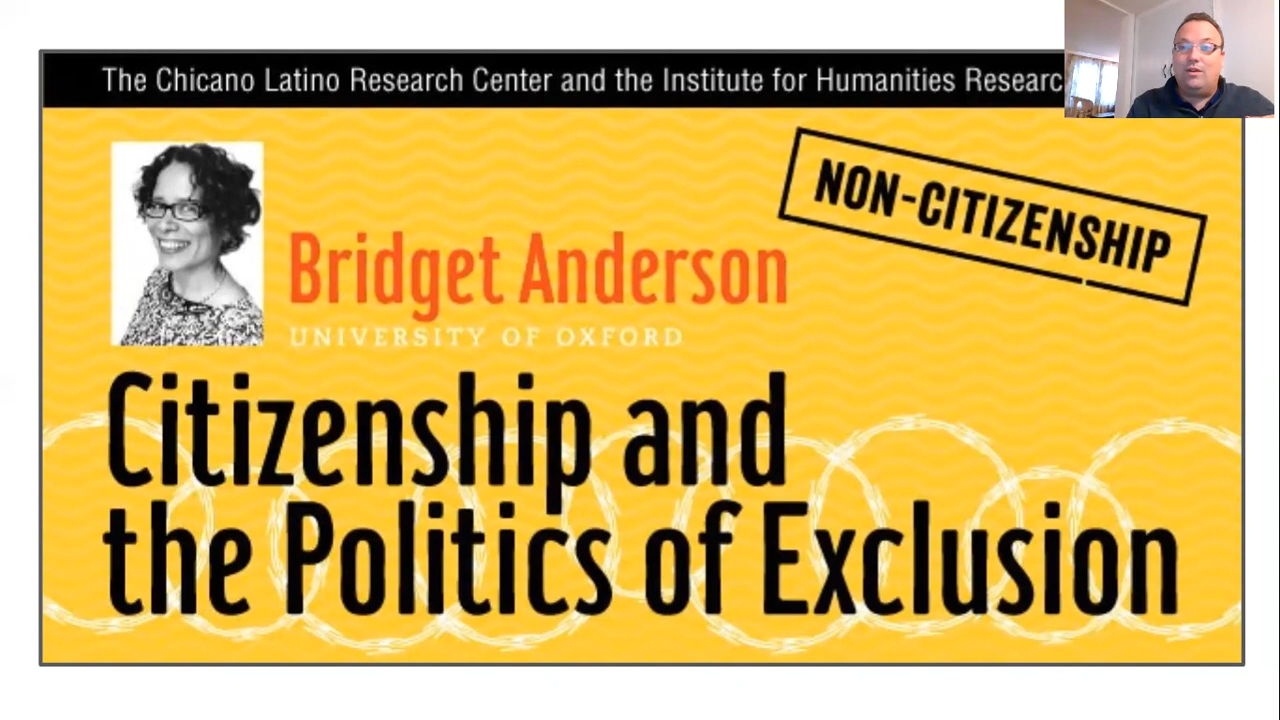 The Chicano Latino Research Center and the Institute for Humanities Researc
NON-CITIZENSHIP
Bridget Anderson
UNIVERSITY OF OXFORD
Citizenship and
the Politics of Exclusion